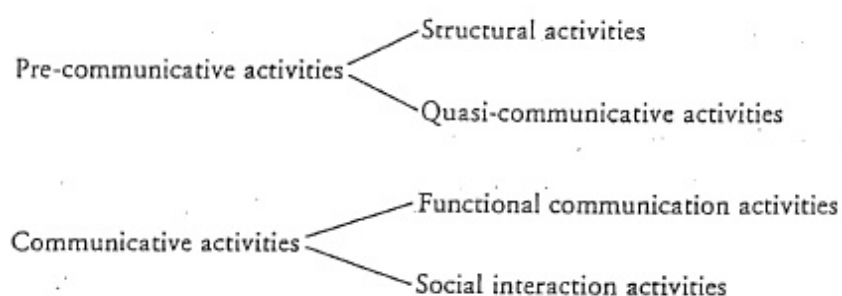 Structural activities
Pre-communicative activities
Quasi-communicative activities
Functional communication activities
Communicative activities
Social interaction activities